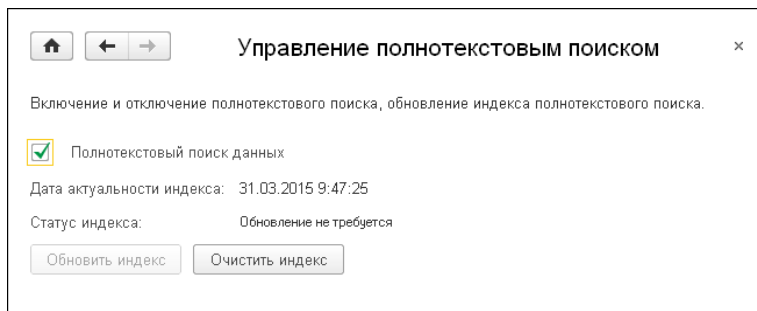 Управление полнотекстовым поиском
Включение и отключение полнотекстового поиска, обновление индекса полнотекстового поиска.
Полнотекстовый поиск данных
Дата актуальности индекса: 31.03.2015 9:47:25
Статус индекса: Обновление не требуется
Обновить индекс Очистить индекс